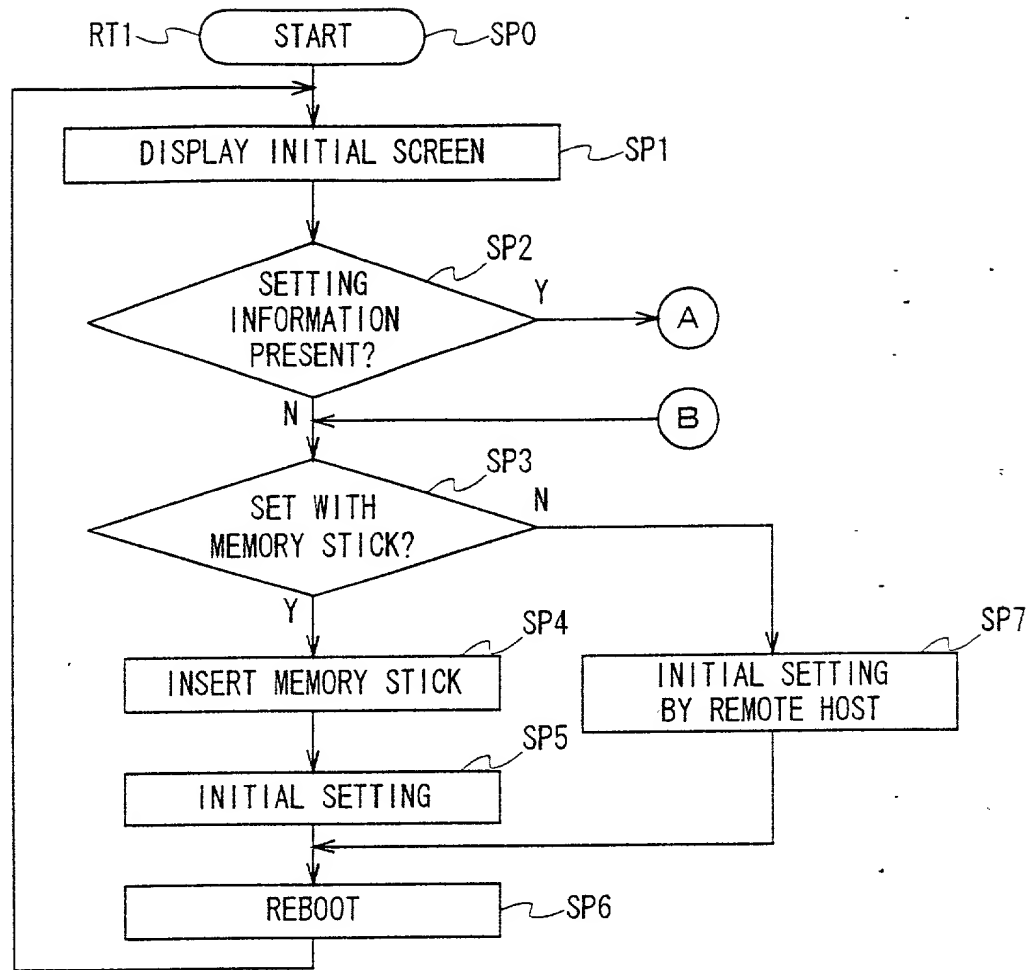 RT1
START
SP0
DISPLAY INITIAL SCREEN
SP1
SP2
SETTING
INFORMATION
PRESENT?
Y
A
N
B
SP3
SET WITH
MEMORY STICK?
N
Y
SP4
INSERT MEMORY STICK
SP7
INITIAL SETTING
BY REMOTE HOST
SP5
INITIAL SETTING
REBOOT
SP6